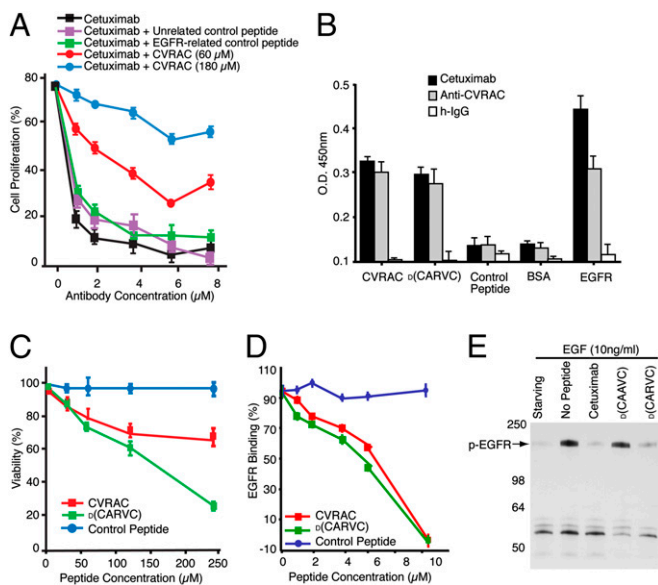 A
Cetuximab
Cetuximab + Unrelated control peptide
Cetuximab + EGFR-related control peptide
Cetuximab + CVRAC (60 µM)
Cetuximab + CVRAC (180 µM)
Cell Proliferation (%)
80
60
40
20
0
0 2 4 6 8
Antibody Concentration (µM)
B
Cetuximab
Anti-CVRAC
h-IgG
O.D. 450nm
0.5
0.4
0.3
0.2
0.1
CVRAC
D(CARVC)
Control Peptide
BSA
EGFR
C
Viability (%)
100
80
60
40
20
0
CVRAC
D(CARVC)
Control Peptide
0 50 100 150 200 250
Peptide Concentration (µM)
D
EGFR Binding (%)
110
90
70
50
30
10
-10
CVRAC
D(CARVC)
Control Peptide
0 2 4 6 8 10
Peptide Concentration (µM)
E
EGF (10ng/ml)
Starving
No Peptide
Cetuximab
D(CAAVC)
D(CARVC)
250
p-EGFR
98
64
50